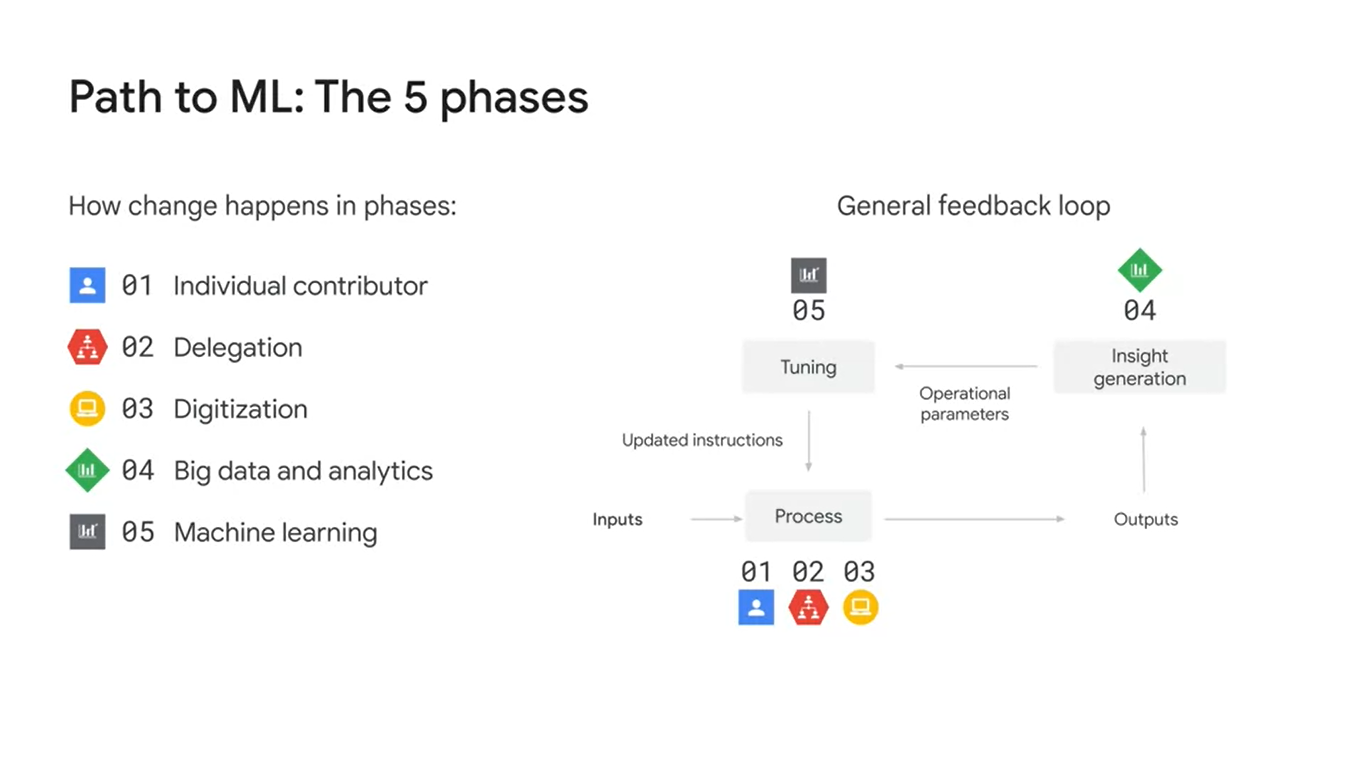 Path to ML: The 5 phases
How change happens in phases:
01 Individual contributor
02 Delegation
03 Digitization
04 Big data and analytics
05 Machine learning
General feedback loop
05
04
Tuning
Insight
generation
Operational
parameters
Updated instructions
Inputs
Process
Outputs
01 02 03